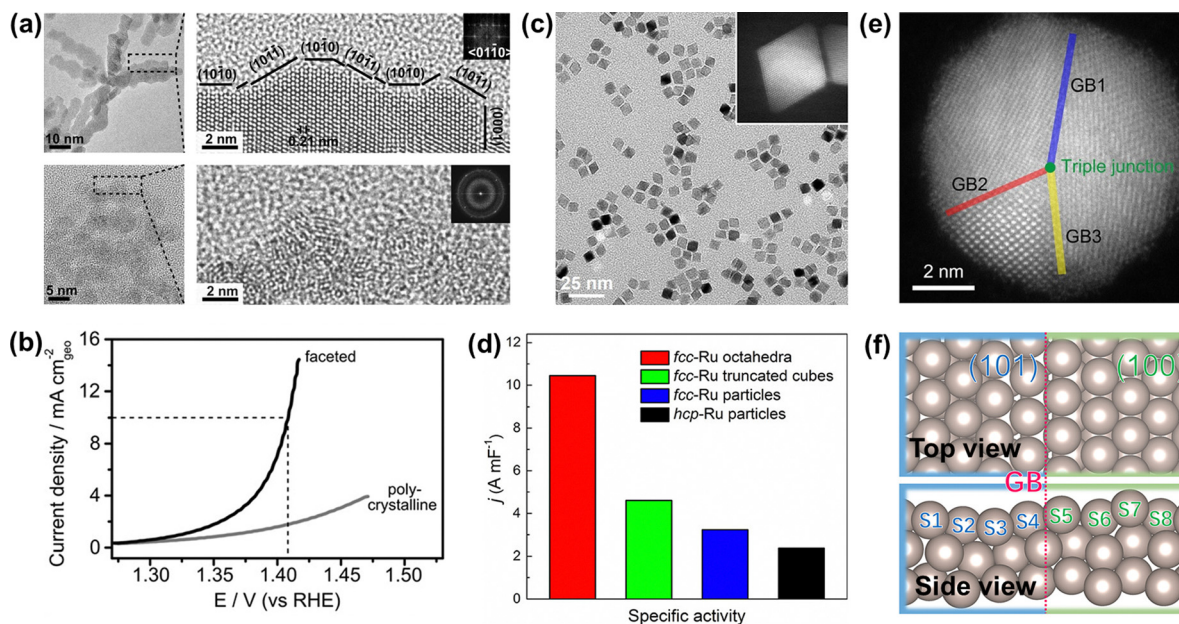 (a)
10 nm
(101̄0)
(101̄1)
(101̄0)
(101̄1)
(101̄0)
(101̄1)
<011̄0>
(0001)
0.21 nm
2 nm
5 nm
2 nm
(b)
Current density / mA cm⁻²geo
16
12
8
4
0
faceted
poly-
crystalline
1.30 1.35 1.40 1.45 1.50
E / V (vs RHE)
(c)
25 nm
(d)
j (A mF⁻¹)
10
8
6
4
2
0
fcc-Ru octahedra
fcc-Ru truncated cubes
fcc-Ru particles
hcp-Ru particles
Specific activity
(e)
GB1
Triple junction
GB2
GB3
2 nm
(f)
(101) (100
Top view
GB
S1 S2 S3 S4 S5 S6 S7 S8
Side view